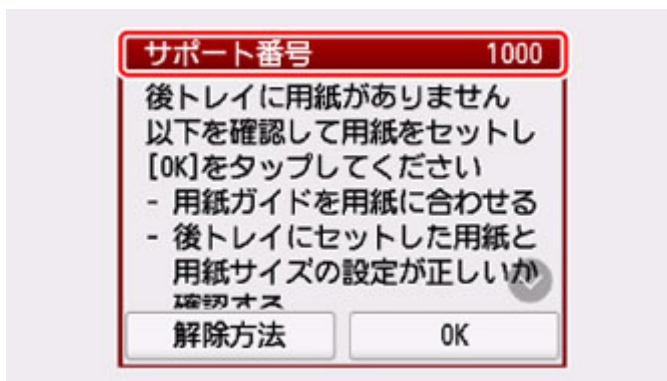 サポート番号 1000
後トレイに用紙がありません
以下を確認して用紙をセットし
[OK]をタップしてください
- 用紙ガイドを用紙に合わせる
- 後トレイにセットした用紙と
用紙サイズの設定が正しいか
確認する
解除方法 OK